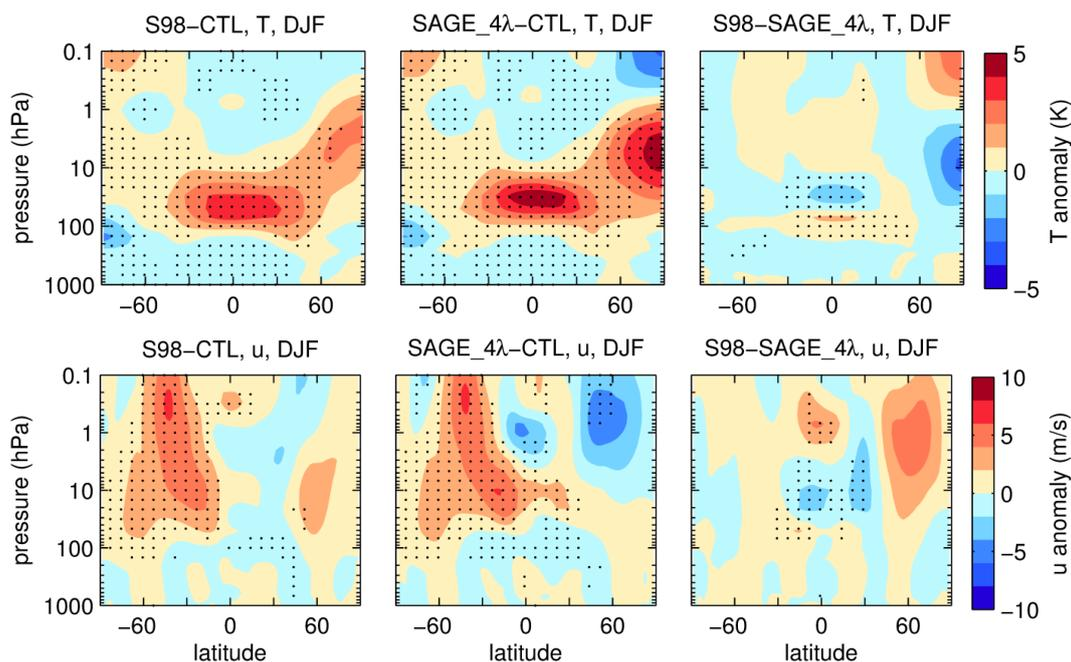 S98−CTL, T, DJF
SAGE_4λ−CTL, T, DJF
S98−SAGE_4λ, T, DJF
pressure (hPa)
0.1
1
10
100
1000
−60 0 60
−60 0 60
−60 0 60
5
0
−5
T anomaly (K)
S98−CTL, u, DJF
SAGE_4λ−CTL, u, DJF
S98−SAGE_4λ, u, DJF
pressure (hPa)
0.1
1
10
100
1000
−60 0 60
−60 0 60
−60 0 60
latitude
latitude
latitude
10
5
0
−5
−10
u anomaly (m/s)